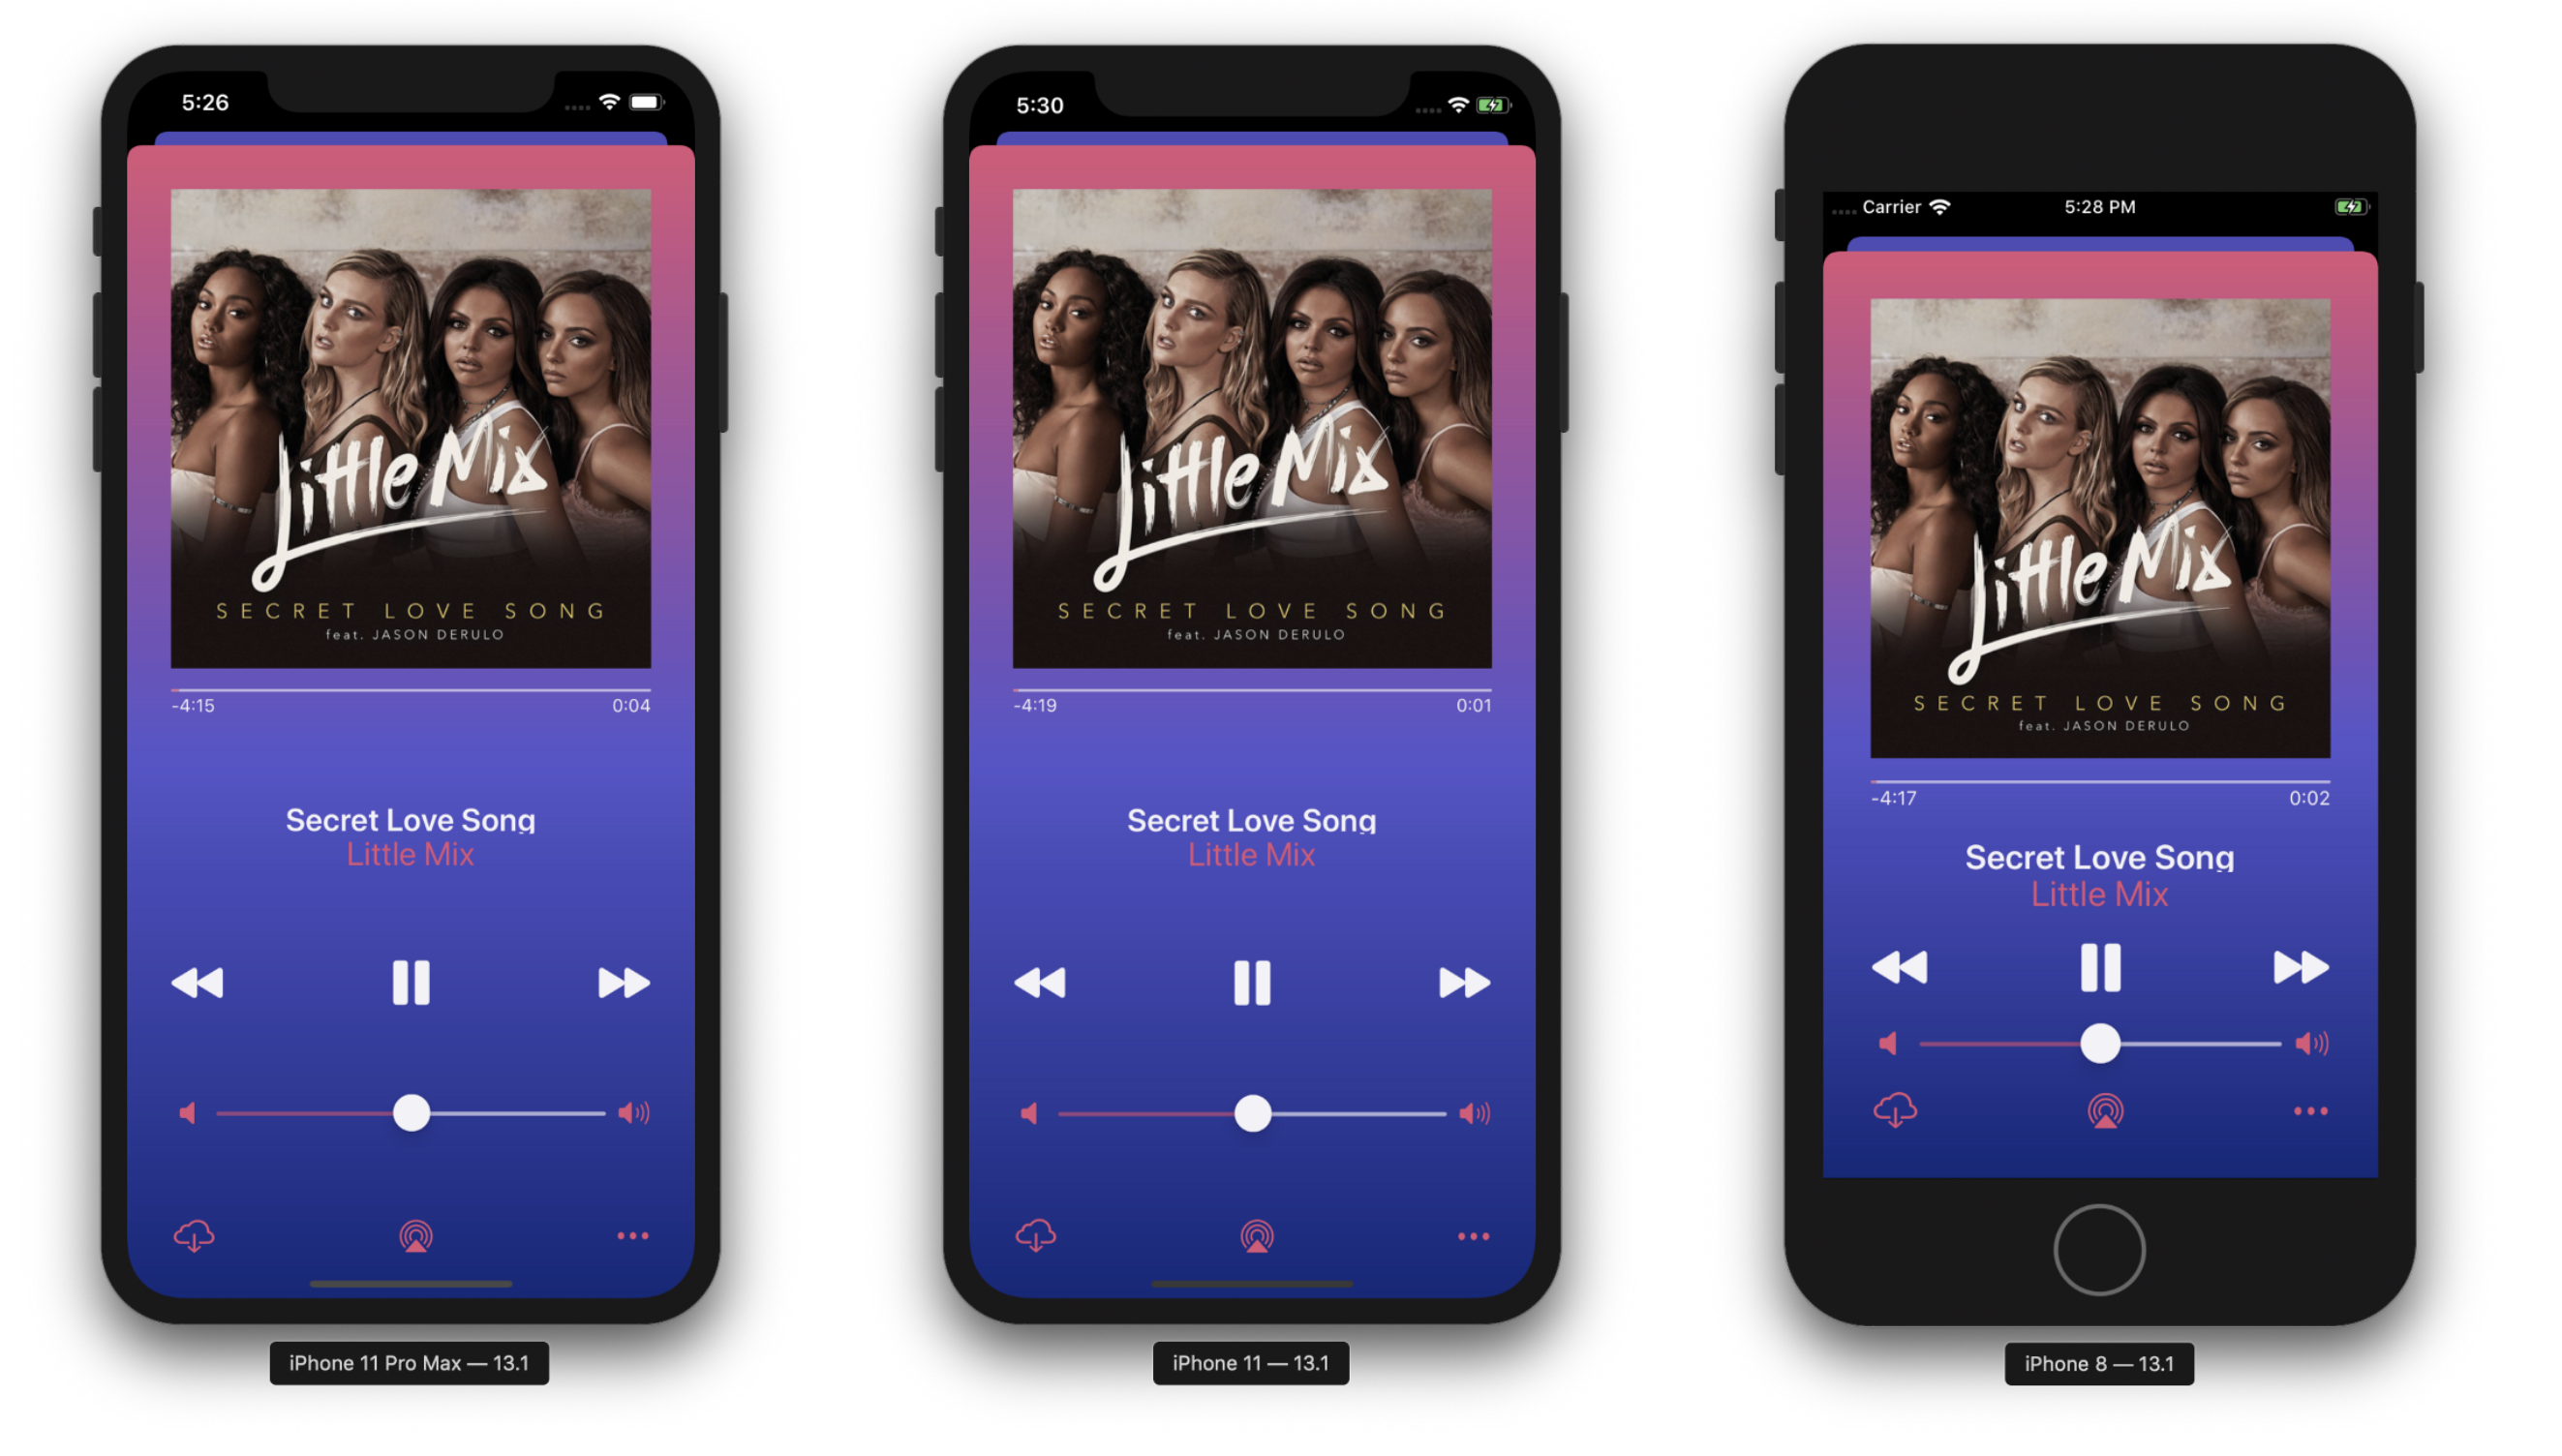 5:26
Little Mix
SECRET LOVE SONG
feat. JASON DERULO
-4:15 0:04
Secret Love Song
Little Mix
iPhone 11 Pro Max — 13.1
5:30
Little Mix
SECRET LOVE SONG
feat. JASON DERULO
-4:19 0:01
Secret Love Song
Little Mix
iPhone 11 — 13.1
Carrier 5:28 PM
Little Mix
SECRET LOVE SONG
feat. JASON DERULO
-4:17 0:02
Secret Love Song
Little Mix
iPhone 8 — 13.1